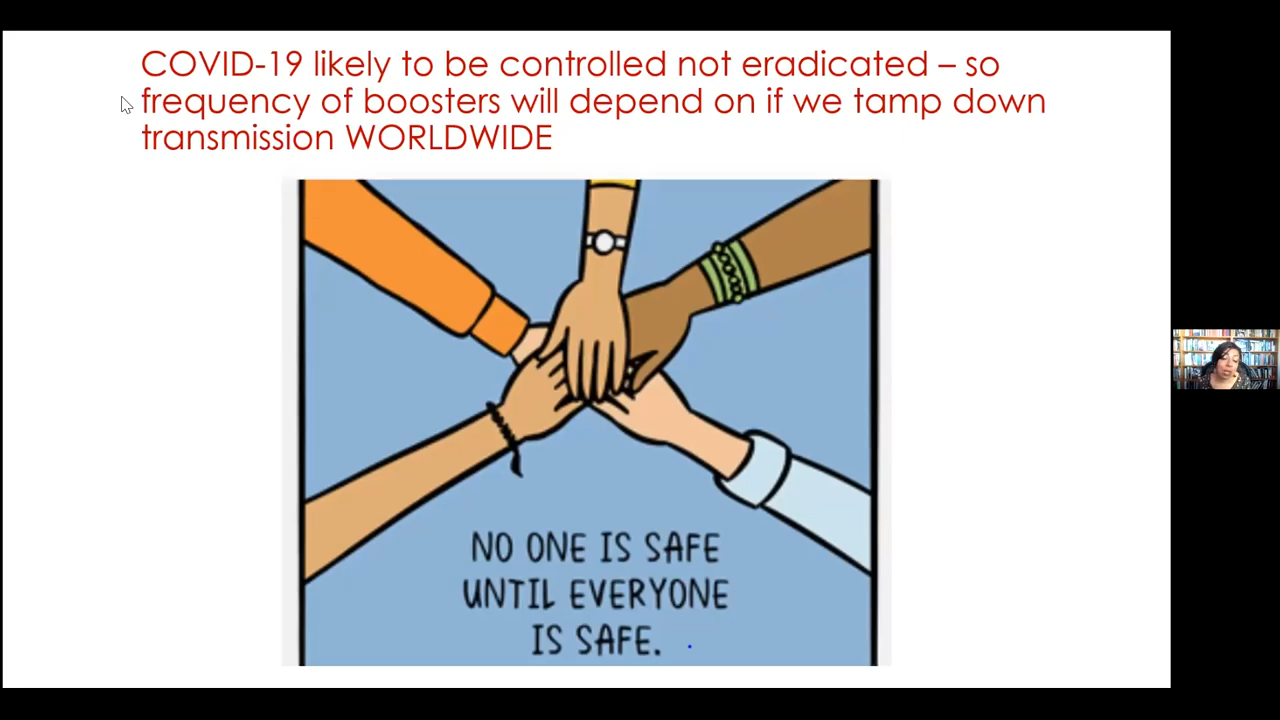 COVID-19 likely to be controlled not eradicated – so
frequency of boosters will depend on if we tamp down
transmission WORLDWIDE
NO ONE IS SAFE
UNTIL EVERYONE
IS SAFE.